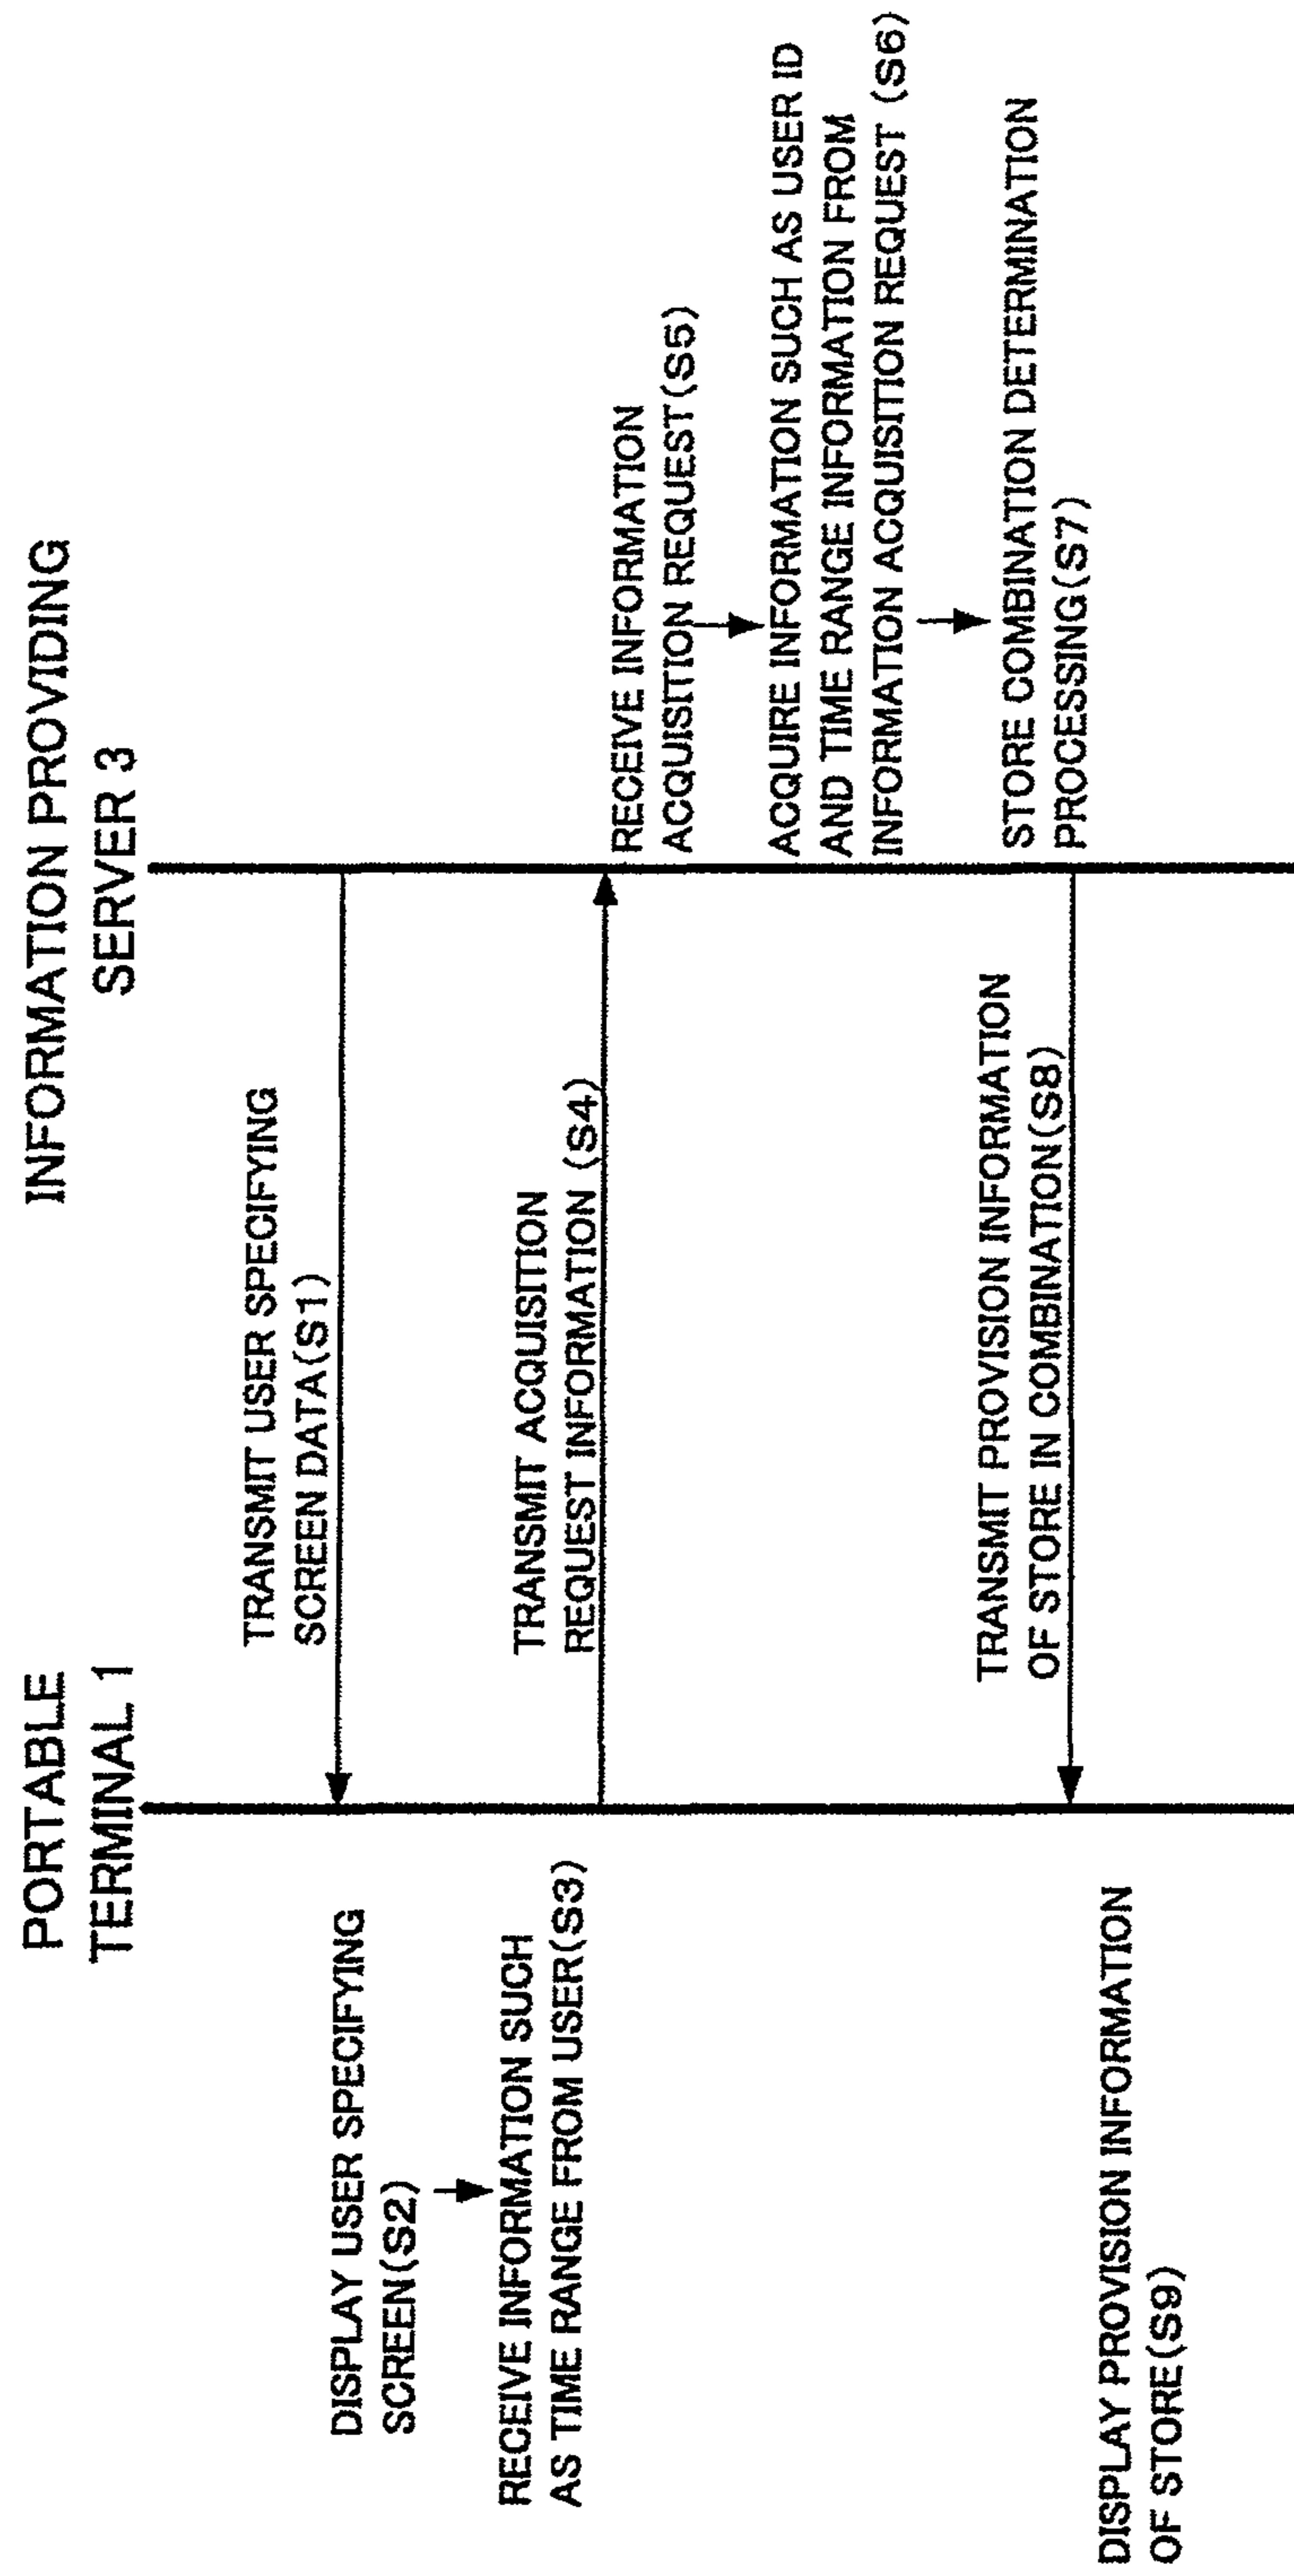 PORTABLE
TERMINAL 1
INFORMATION PROVIDING
SERVER 3
TRANSMIT USER SPECIFYING
SCREEN DATA(S1)
DISPLAY USER SPECIFYING
SCREEN(S2)
RECEIVE INFORMATION SUCH
AS TIME RANGE FROM USER(S3)
TRANSMIT ACQUISITION
REQUEST INFORMATION (S4)
RECEIVE INFORMATION
ACQUISITION REQUEST(S5)
ACQUIRE INFORMATION SUCH AS USER ID
AND TIME RANGE INFORMATION FROM
INFORMATION ACQUISITION REQUEST (S6)
STORE COMBINATION DETERMINATION
PROCESSING(S7)
TRANSMIT PROVISION INFORMATION
OF STORE IN COMBINATION(S8)
DISPLAY PROVISION INFORMATION
OF STORE(S9)